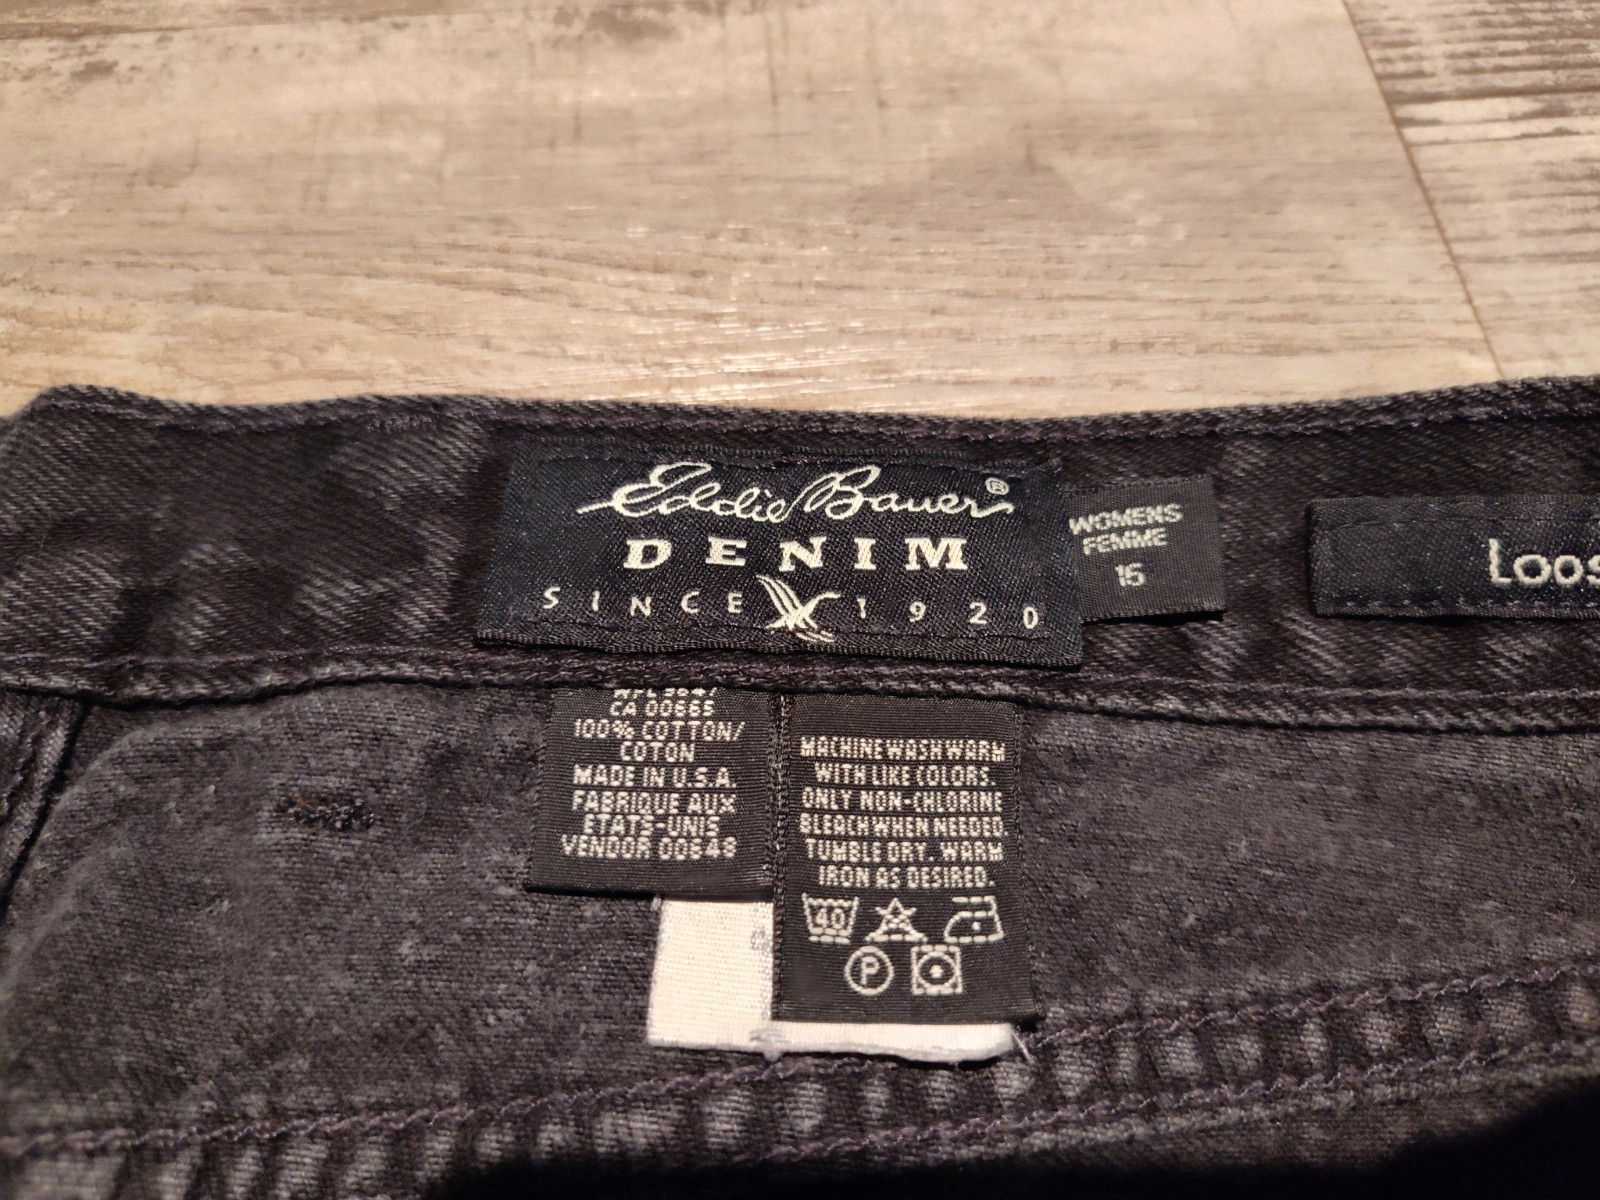 Eddie Bauer®
DENIM
SINCE 1920
WOMENS
FEMME
16
Loos
CA 00665
100% COTTON/
COTON
MADE IN U.S.A
FABRIQUE AUX
ETATS-UNIS
VENDOR 00648
MACHINE WASH WARM
WITH LIKE COLORS.
ONLY NON-CHLORINE
BLEACH WHEN NEEDED.
TUMBLE DRY. WARM
IRON AS DESIRED.
40
P